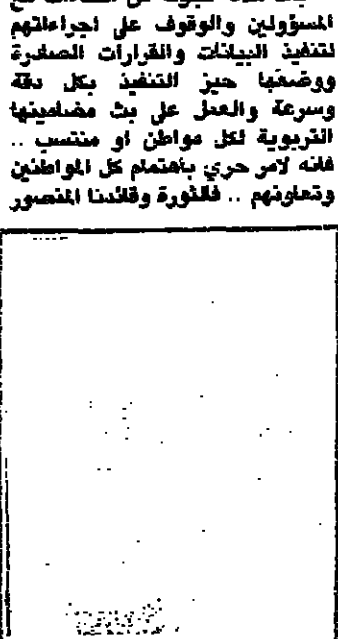 المسؤولين والوقوف على اجراءاتهم
لتنفيذ البيانات والقرارات الصادرة
ووضعها حيز التنفيذ بكل دقة
وسرعة والعمل على بث مضامينها
التربوية لكل مواطن او منتسب ..
فانه لامر حري باهتمام كل المواطنين
وتعاونهم .. فالثورة وقائدنا المنصور